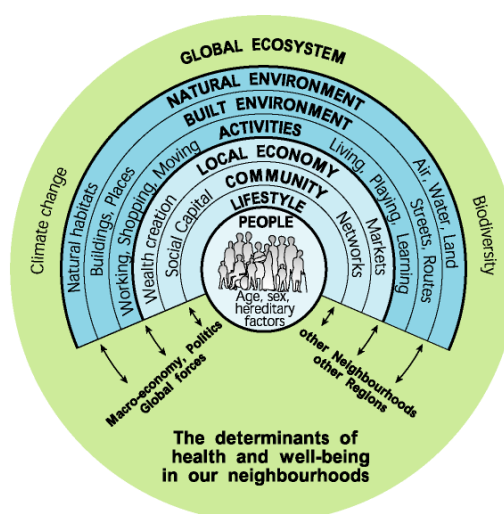 GLOBAL ECOSYSTEM
NATURAL ENVIRONMENT
BUILT ENVIRONMENT
ACTIVITIES
LOCAL ECONOMY
COMMUNITY
LIFESTYLE
PEOPLE
Age, sex,
hereditary
factors
Climate change
Natural habitats
Buildings, Places
Working, Shopping, Moving
Wealth creation
Social Capital
Networks
Markets
Living, Playing, Learning
Streets, Routes
Air, Water, Land
Biodiversity
Macro-economy, Politics
Global forces
other Neighbourhoods
other Regions
The determinants of
health and well-being
in our neighbourhoods